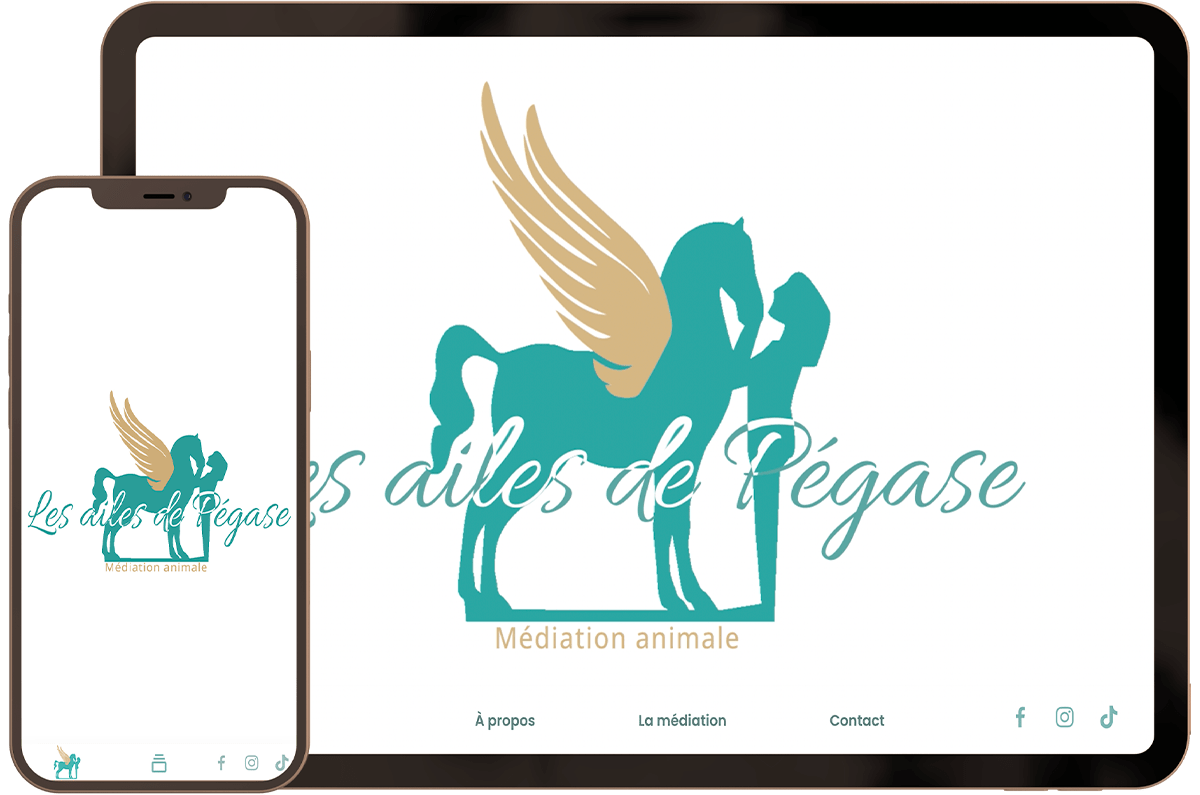 Les ailes de Pégase
Médiation animale
es ailes de Pégase
Médiation animale
À propos
La médiation
Contact